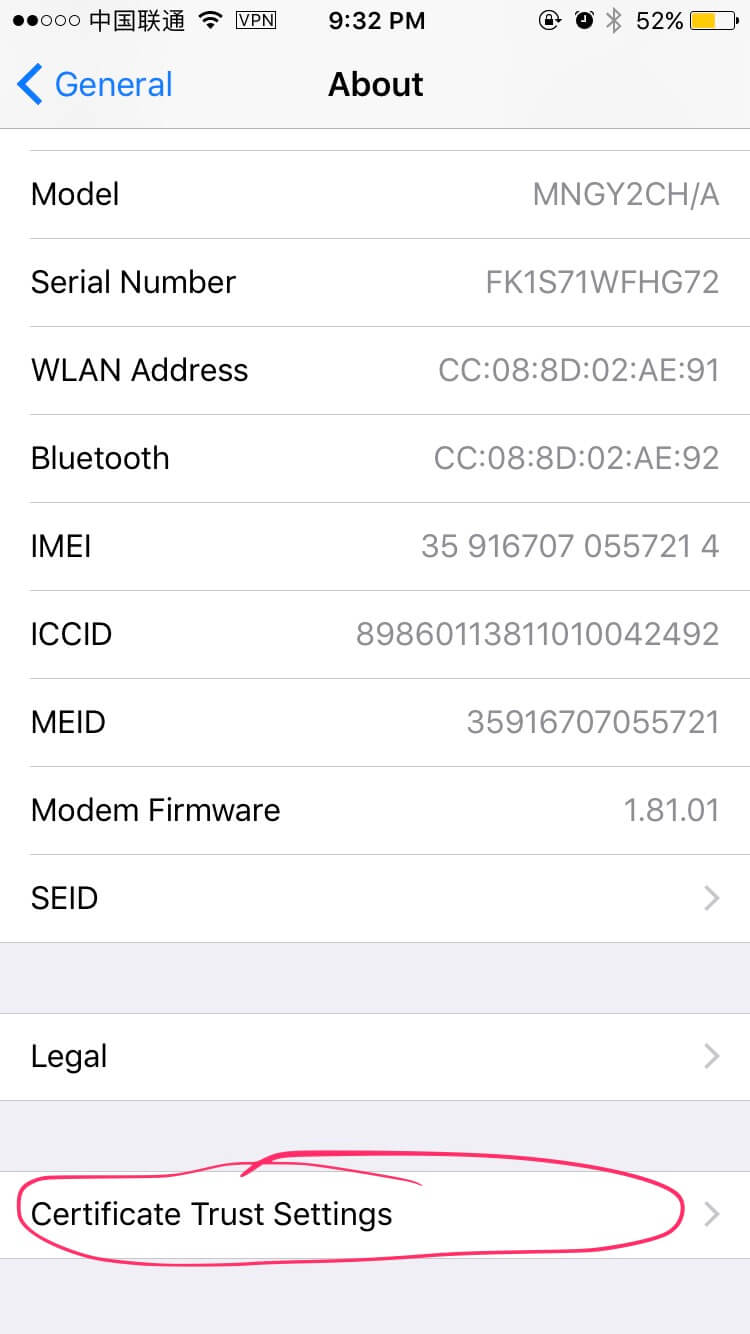 中国联通 VPN 9:32 PM 52%
General About
Model MNGY2CH/A
Serial Number FK1S71WFHG72
WLAN Address CC:08:8D:02:AE:91
Bluetooth CC:08:8D:02:AE:92
IMEI 35 916707 055721 4
ICCID 89860113811010042492
MEID 35916707055721
Modem Firmware 1.81.01
SEID
Legal
Certificate Trust Settings